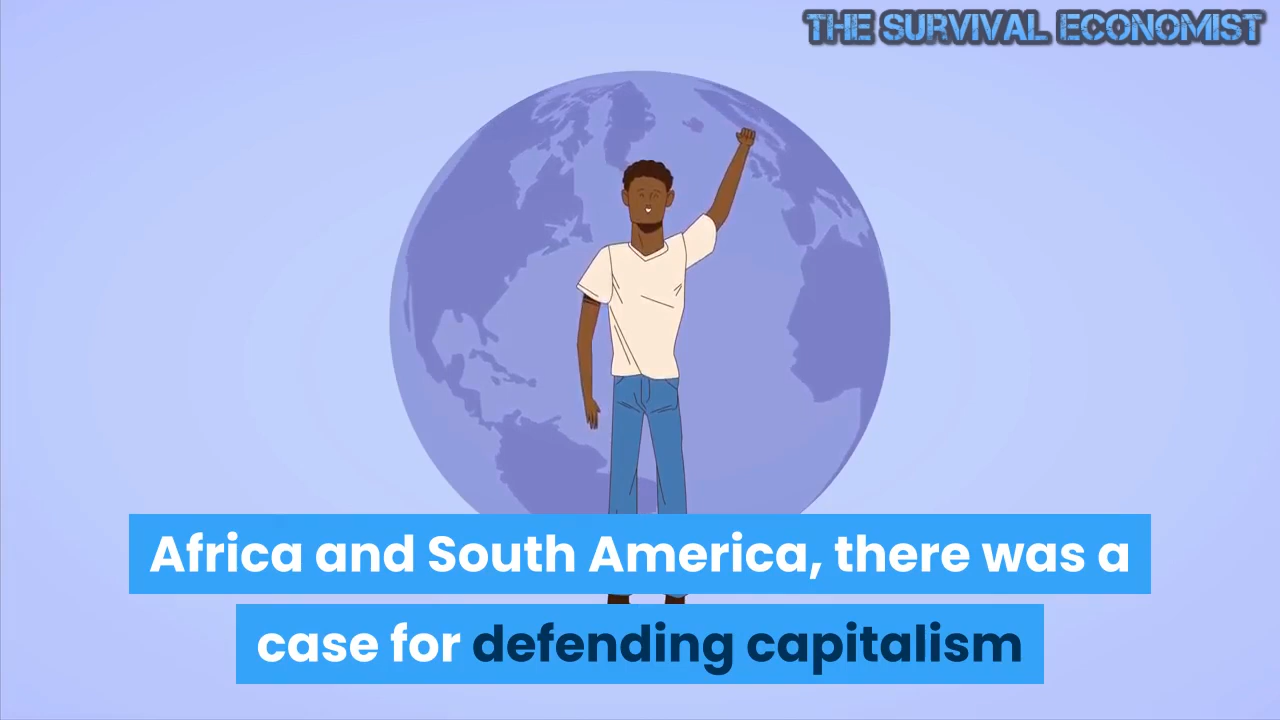 THE SURVIVAL ECONOMIST
Africa and South America, there was a
case for defending capitalism